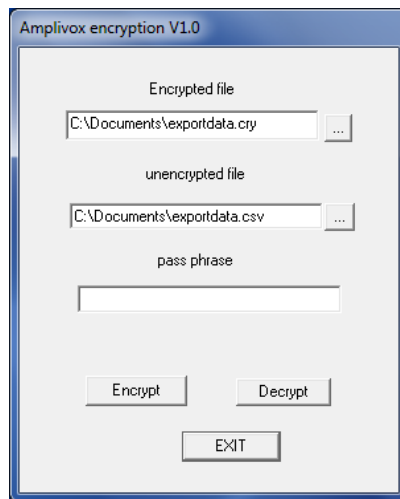 Amplivox encryption V1.0
Encrypted file
C:\Documents\exportdata.cry
...
unencrypted file
C:\Documents\exportdata.csv
...
pass phrase
Encrypt
Decrypt
EXIT